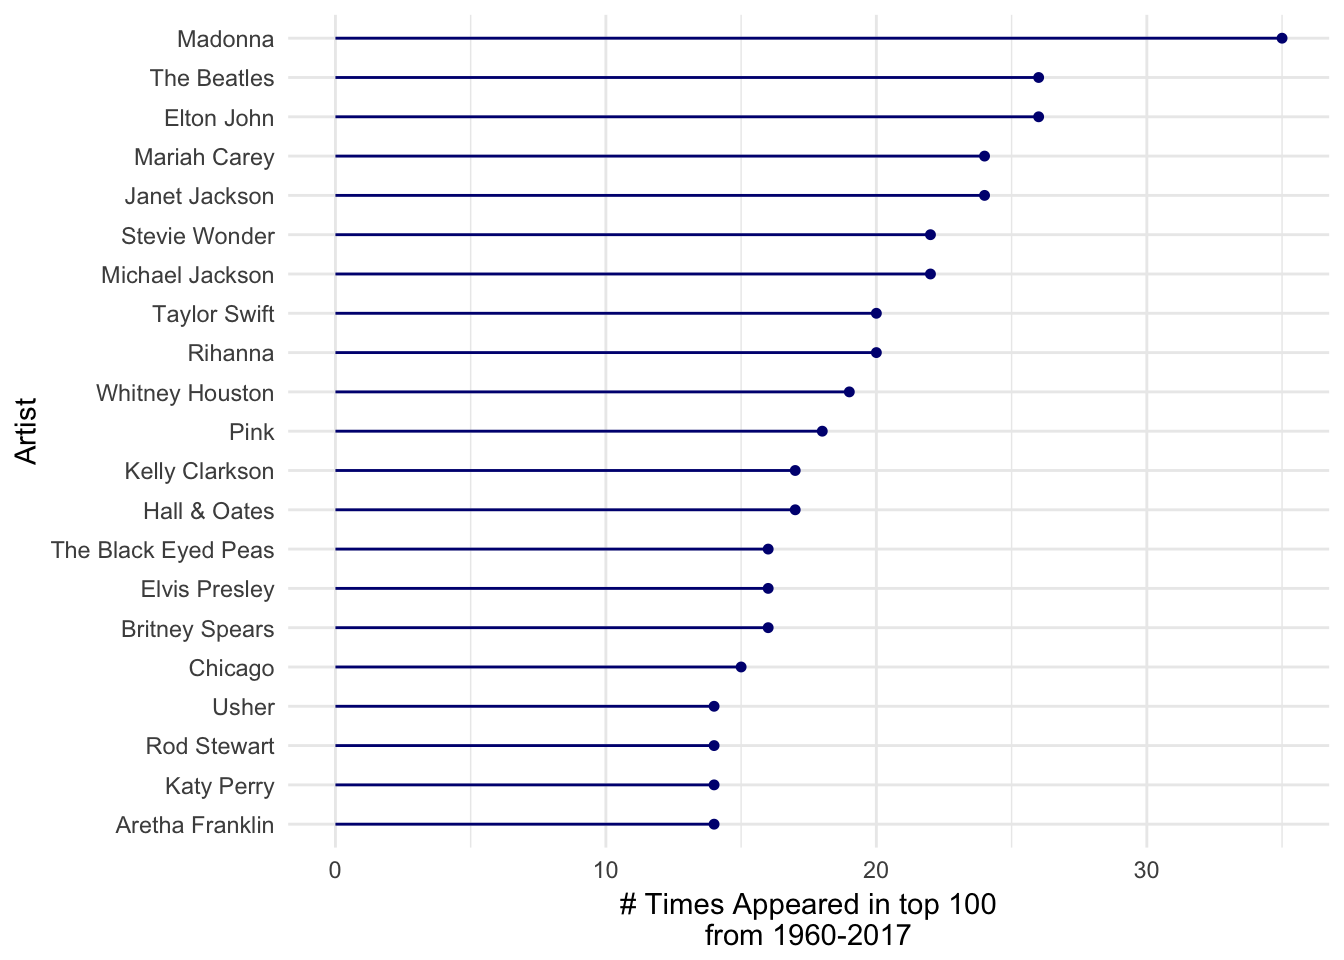 Madonna
The Beatles
Elton John
Mariah Carey
Janet Jackson
Stevie Wonder
Michael Jackson
Taylor Swift
Rihanna
Whitney Houston
Pink
Kelly Clarkson
Hall & Oates
The Black Eyed Peas
Elvis Presley
Britney Spears
Chicago
Usher
Rod Stewart
Katy Perry
Aretha Franklin
Artist
0 10 20 30
# Times Appeared in top 100
from 1960-2017